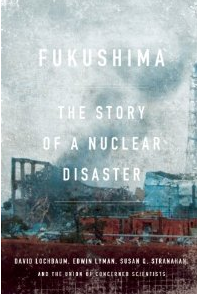 FUKUSHIMA
THE STORY
OF A NUCLEAR
DISASTER
DAVID LOCHBAUM, EDWIN LYMAN, SUSAN Q. STRANAHAN,
AND THE UNION OF CONCERNED SCIENTISTS